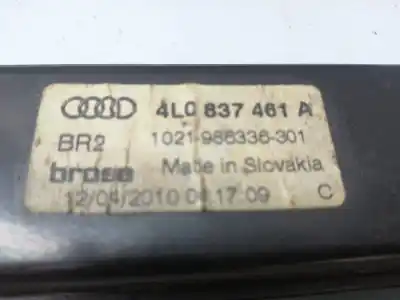 4L0 837 461 A
BR2 1021-986336-301
brose Made in Slovakia
12/04/2010 04:17:09 C